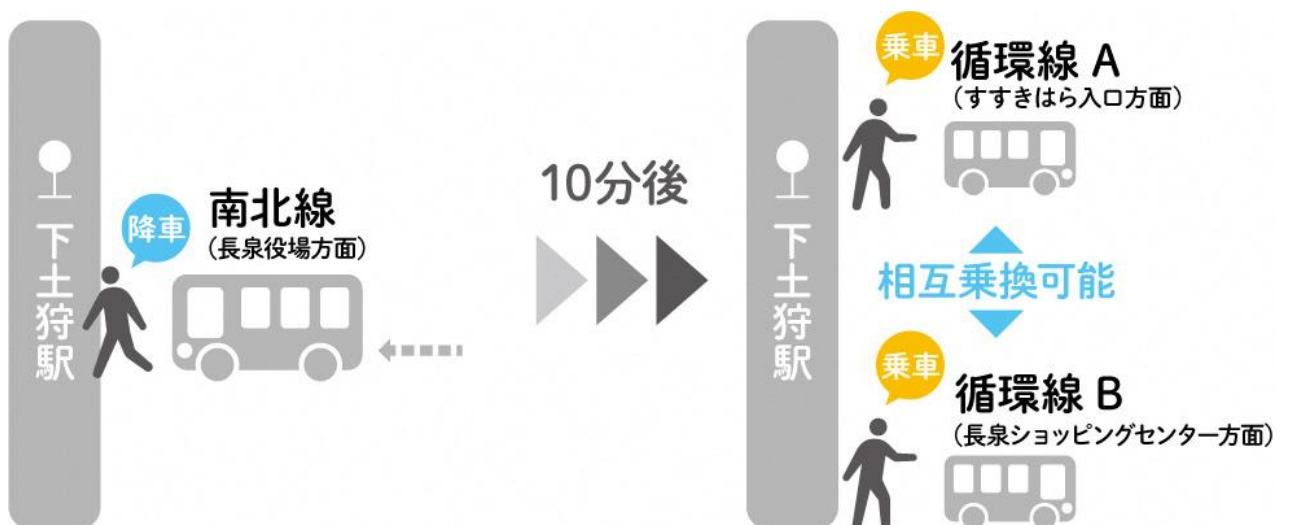 下土狩駅
降車
南北線
（長泉役場方面）
10分後
下土狩駅
乗車
循環線 A
（すすきはら入口方面）
相互乗換可能
乗車
循環線 B
（長泉ショッピングセンター方面）